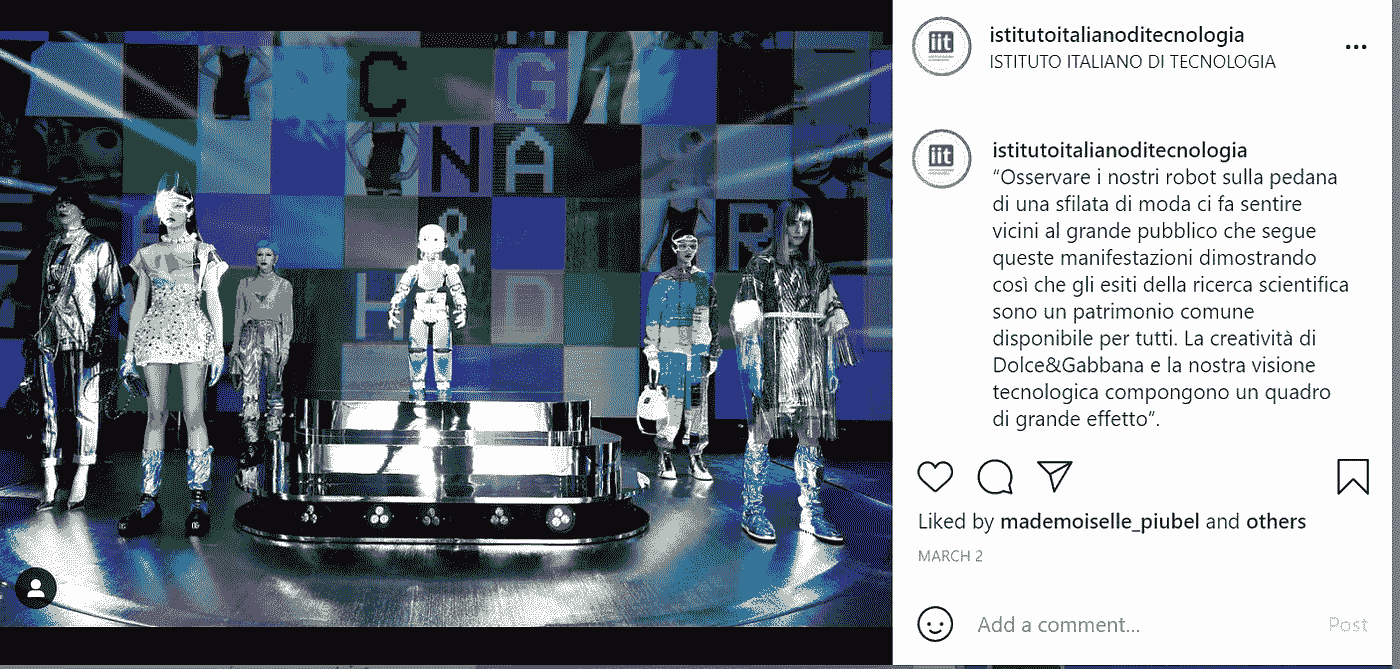 C G
N A
&
R
H D
iit
istitutoitalianoditecnologia
ISTITUTO ITALIANO DI TECNOLOGIA
iit
istitutoitalianoditecnologia
“Osservare i nostri robot sulla pedana
di una sfilata di moda ci fa sentire
vicini al grande pubblico che segue
queste manifestazioni dimostrando
così che gli esiti della ricerca scientifica
sono un patrimonio comune
disponibile per tutti. La creatività di
Dolce&Gabbana e la nostra visione
tecnologica compongono un quadro
di grande effetto”.
Liked by mademoiselle_piubel and others
MARCH 2
Add a comment... Post